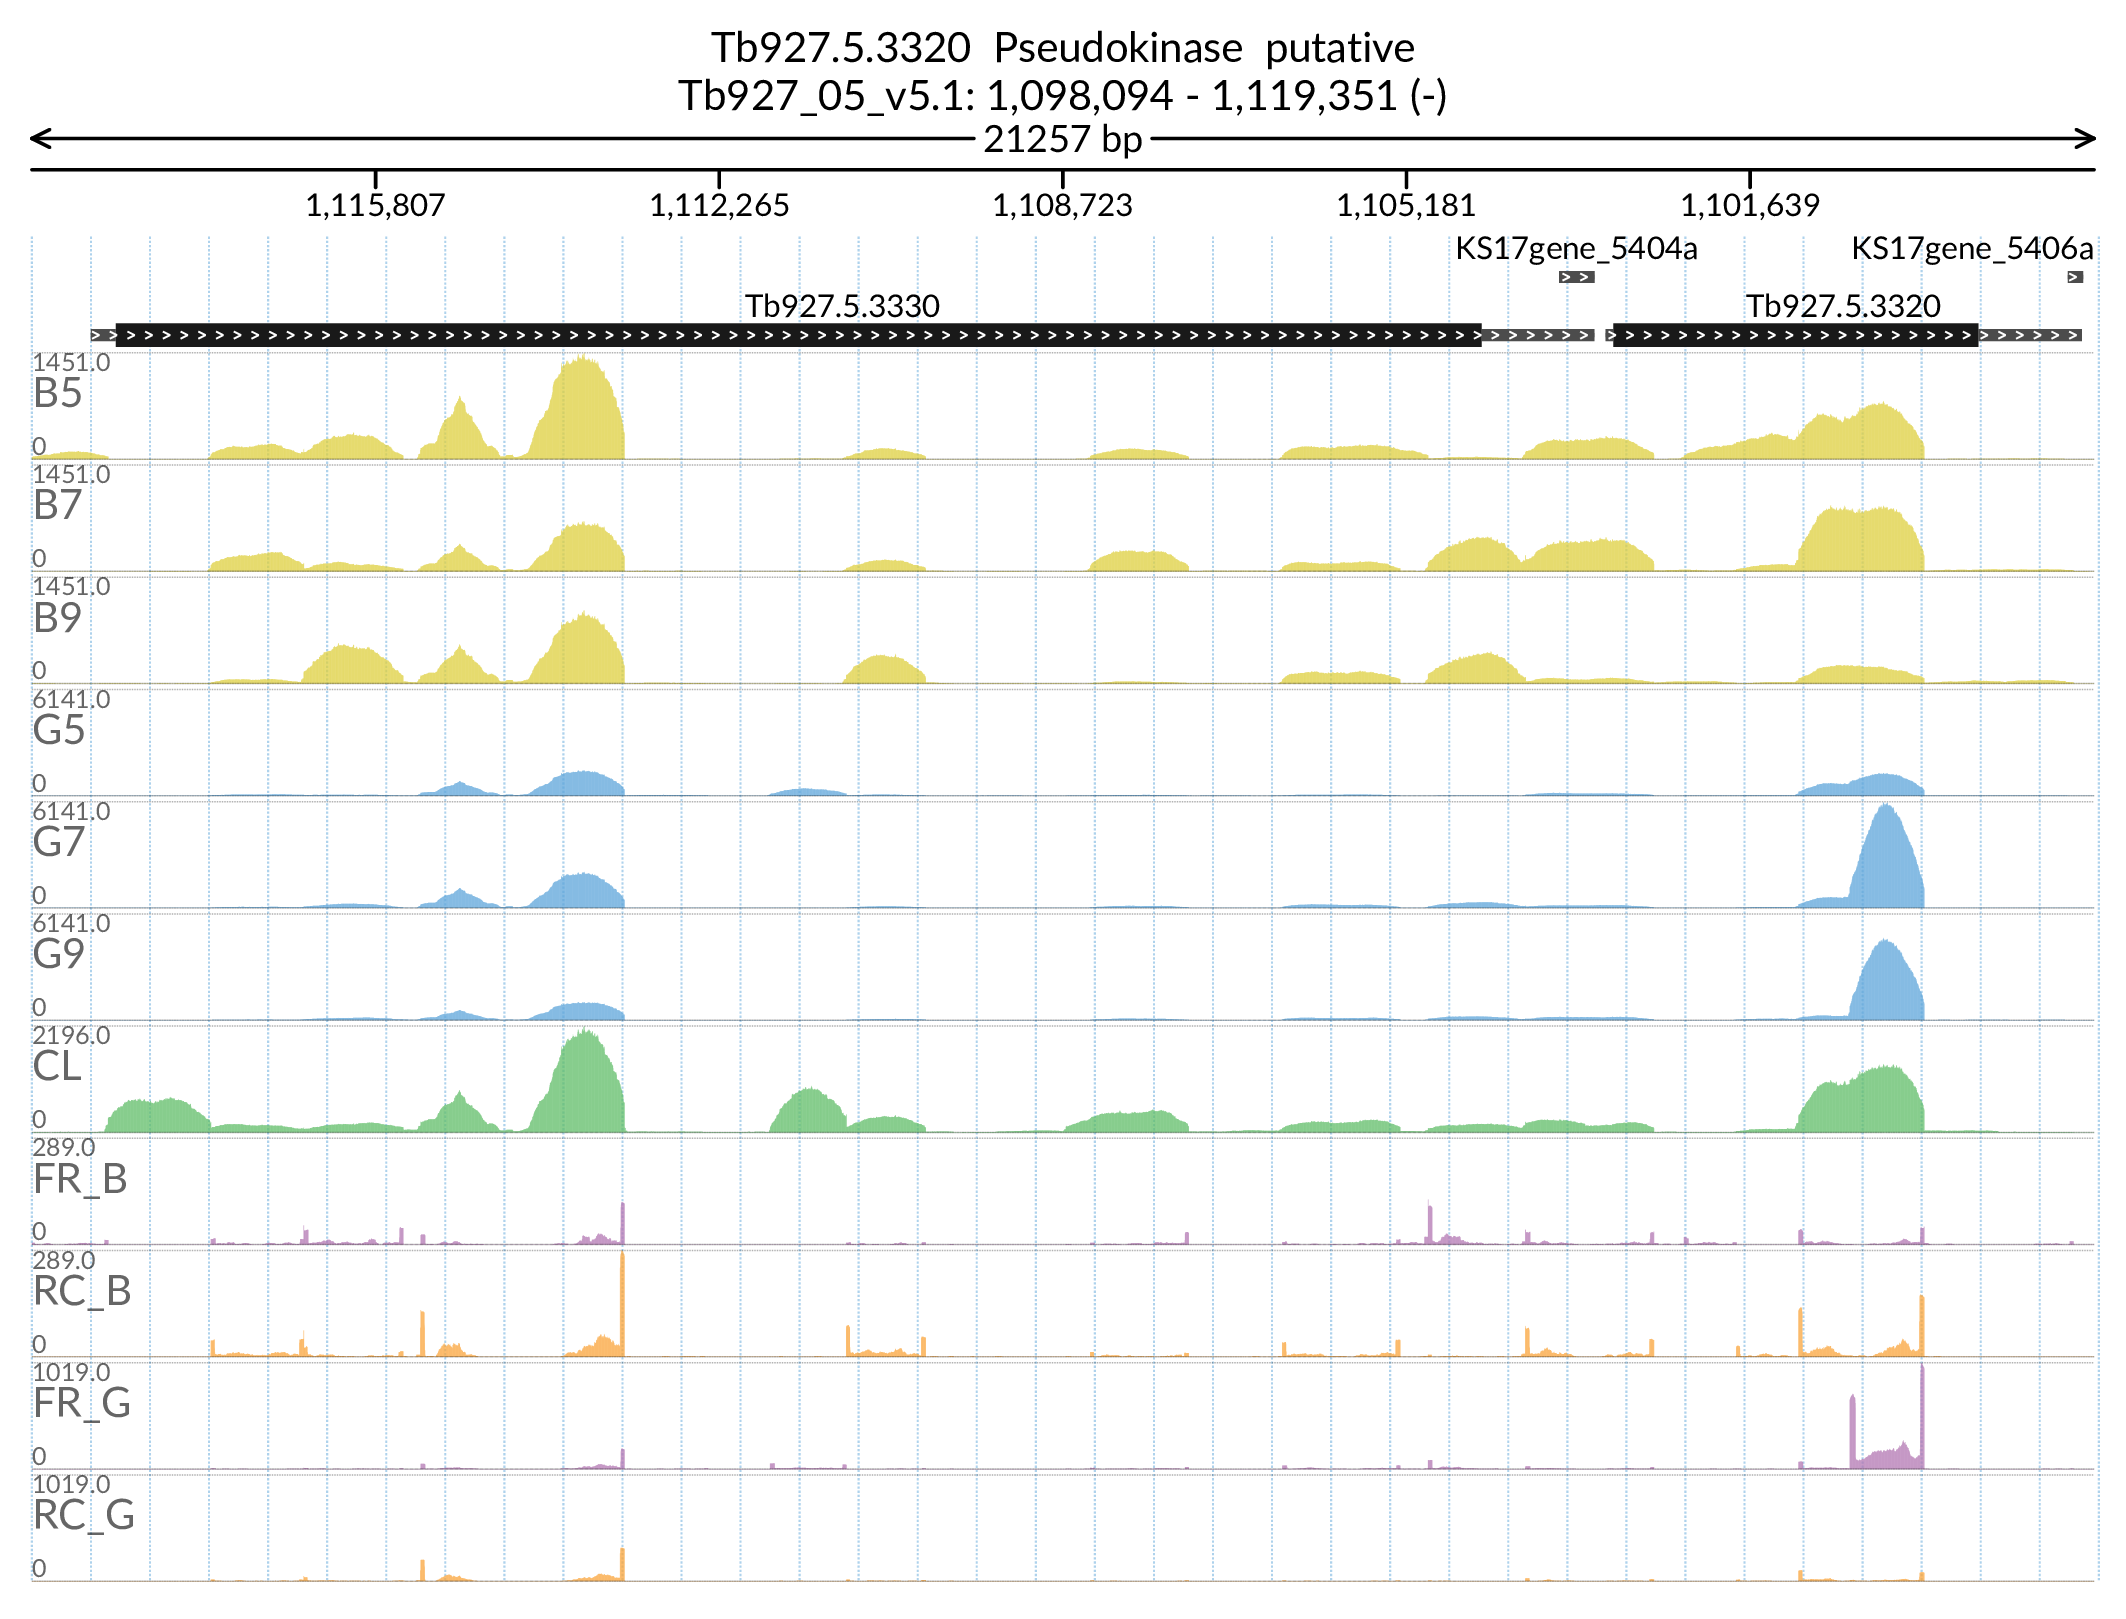 Tb927.5.3320  Pseudokinase  putative
Tb927_05_v5.1: 1,098,094 - 1,119,351 (-)
21257 bp
1,115,807 1,112,265 1,108,723 1,105,181 1,101,639
KS17gene_5404a KS17gene_5406a
Tb927.5.3330 Tb927.5.3320
1451.0
B5
0
1451.0
B7
0
1451.0
B9
0
6141.0
G5
0
6141.0
G7
0
6141.0
G9
0
2196.0
CL
0
289.0
FR_B
0
289.0
RC_B
0
1019.0
FR_G
0
1019.0
RC_G
0